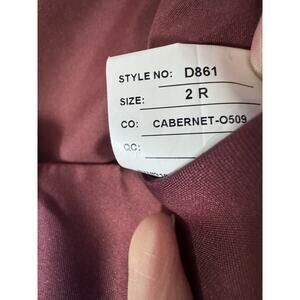 STYLE NO: D861
SIZE: 2 R
CO: CABERNET-O509
QC: